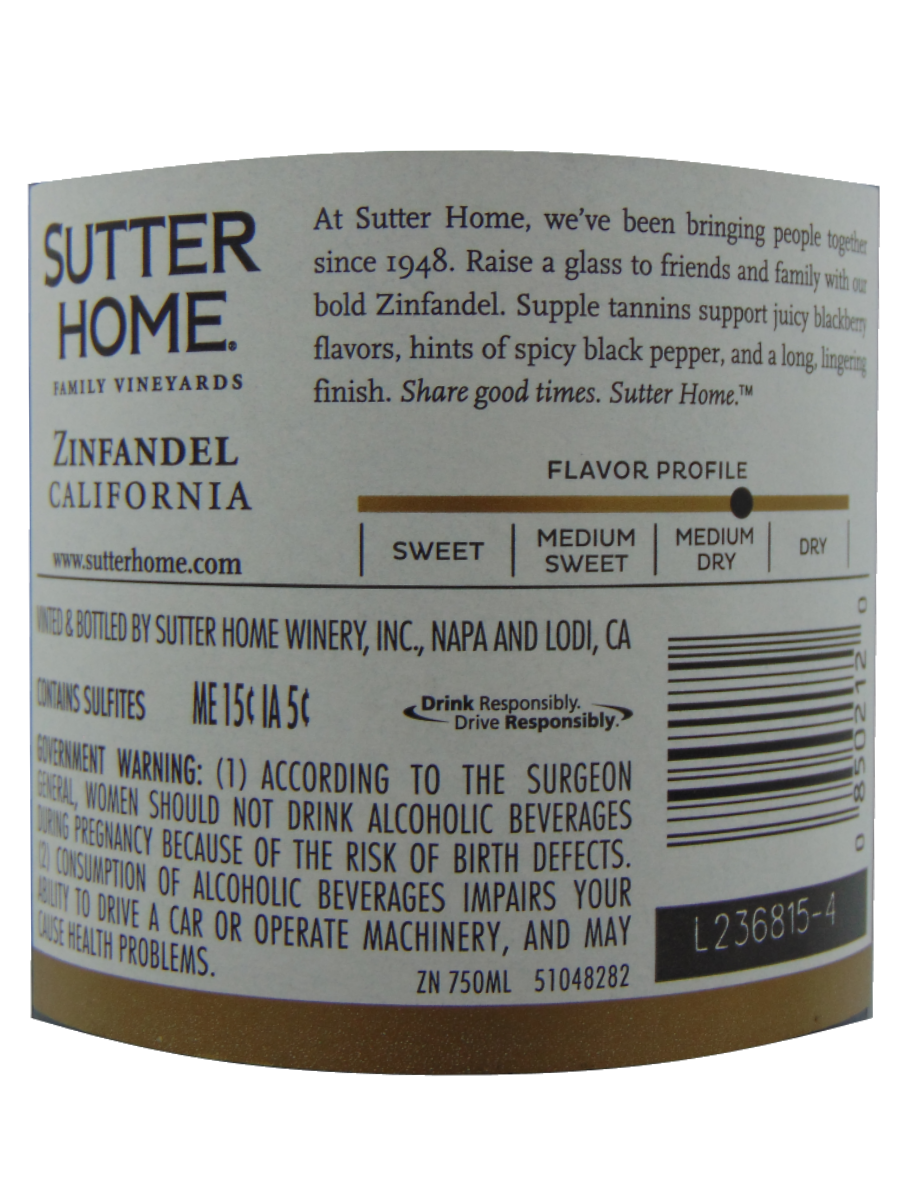 SUTTER
HOME®
FAMILY VINEYARDS
ZINFANDEL
CALIFORNIA
www.sutterhome.com
At Sutter Home, we've been bringing people together
since 1948. Raise a glass to friends and family with our
bold Zinfandel. Supple tannins support juicy blackberry
flavors, hints of spicy black pepper, and a long, lingering
finish. Share good times. Sutter Home.™
FLAVOR PROFILE
SWEET
MEDIUM
SWEET
MEDIUM
DRY
DRY
VINTED & BOTTLED BY SUTTER HOME WINERY, INC., NAPA AND LODI, CA
CONTAINS SULFITES
ME 15¢ IA 5¢
Drink Responsibly.
Drive Responsibly.
GOVERNMENT WARNING: (1) ACCORDING TO THE SURGEON
GENERAL, WOMEN SHOULD NOT DRINK ALCOHOLIC BEVERAGES
DURING PREGNANCY BECAUSE OF THE RISK OF BIRTH DEFECTS.
(2) CONSUMPTION OF ALCOHOLIC BEVERAGES IMPAIRS YOUR
ABILITY TO DRIVE A CAR OR OPERATE MACHINERY, AND MAY
CAUSE HEALTH PROBLEMS.
ZN 750ML 51048282
0 850212 0
L236815-4